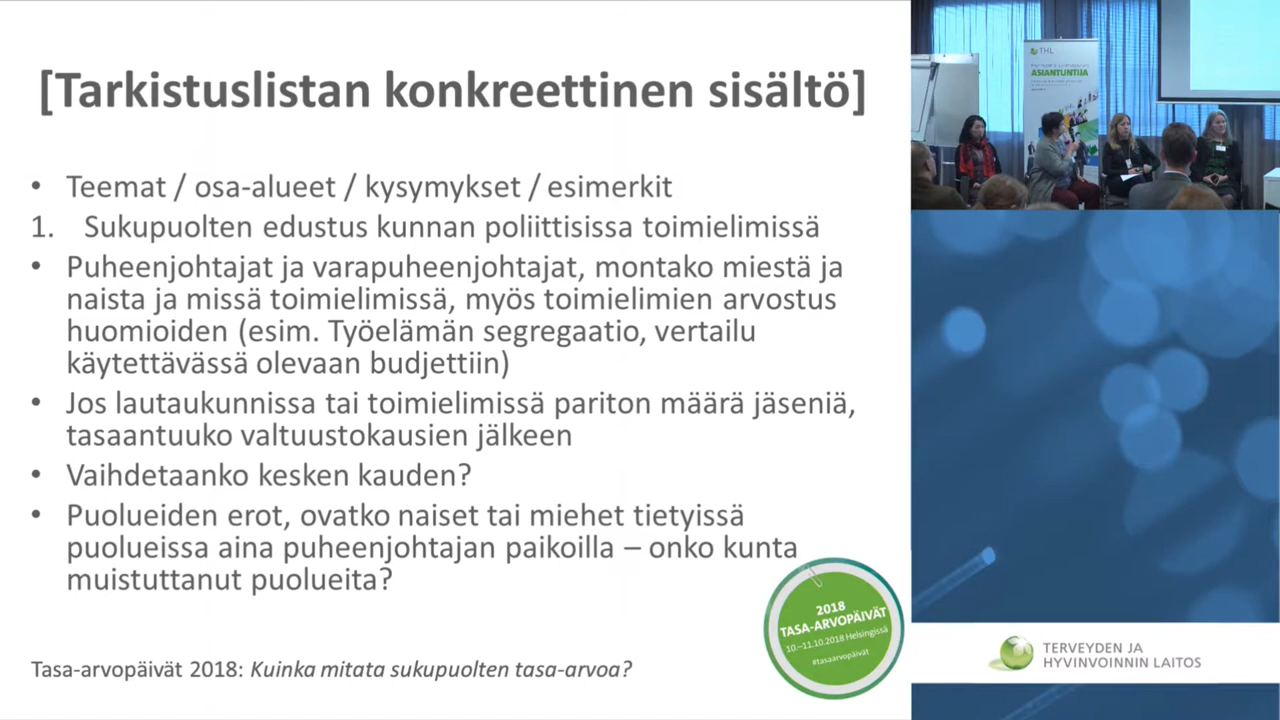 [Tarkistuslistan konkreettinen sisältö]
• Teemat / osa-alueet / kysymykset / esimerkit
1. Sukupuolten edustus kunnan poliittisissa toimielimissä
• Puheenjohtajat ja varapuheenjohtajat, montako miestä ja
naista ja missä toimielimissä, myös toimielimien arvostus
huomioiden (esim. Työelämän segregaatio, vertailu
käytettävässä olevaan budjettiin)
• Jos lautaukunnissa tai toimielimissä pariton määrä jäseniä,
tasaantuuko valtuustokausien jälkeen
• Vaihdetaanko kesken kauden?
• Puolueiden erot, ovatko naiset tai miehet tietyissä
puolueissa aina puheenjohtajan paikoilla – onko kunta
muistuttanut puolueita?
2018
TASA-ARVOPÄIVÄT
10.–11.10.2018 Helsingissä
#tasaarvopäivät
Tasa-arvopäivät 2018: Kuinka mitata sukupuolten tasa-arvoa?
THL
ASIANTUNTIJA
TERVEYDEN JA
HYVINVOINNIN LAITOS